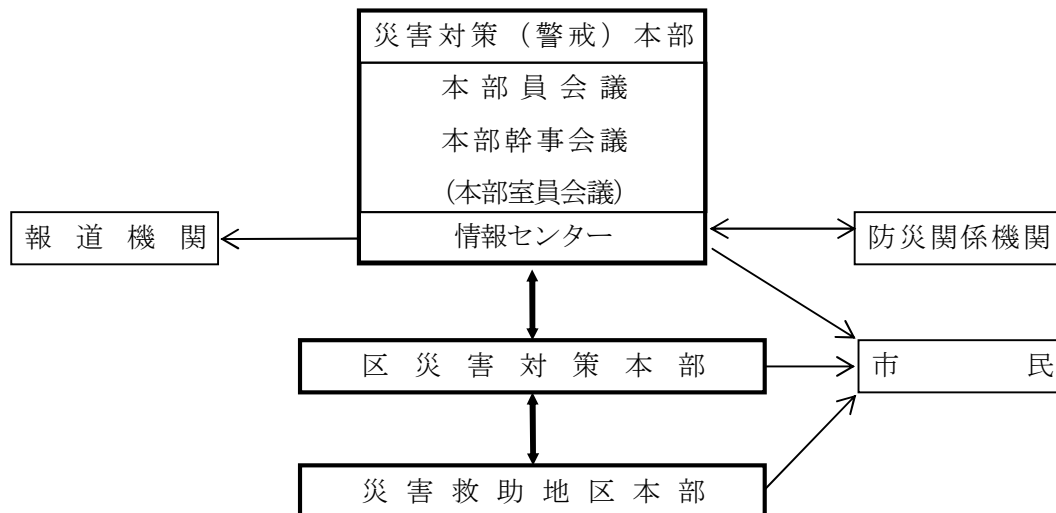 災害対策（警戒）本部
本部員会議
本部幹事会議
(本部室員会議)
報道機関
情報センター
防災関係機関
区災害対策本部
市民
災害救助地区本部